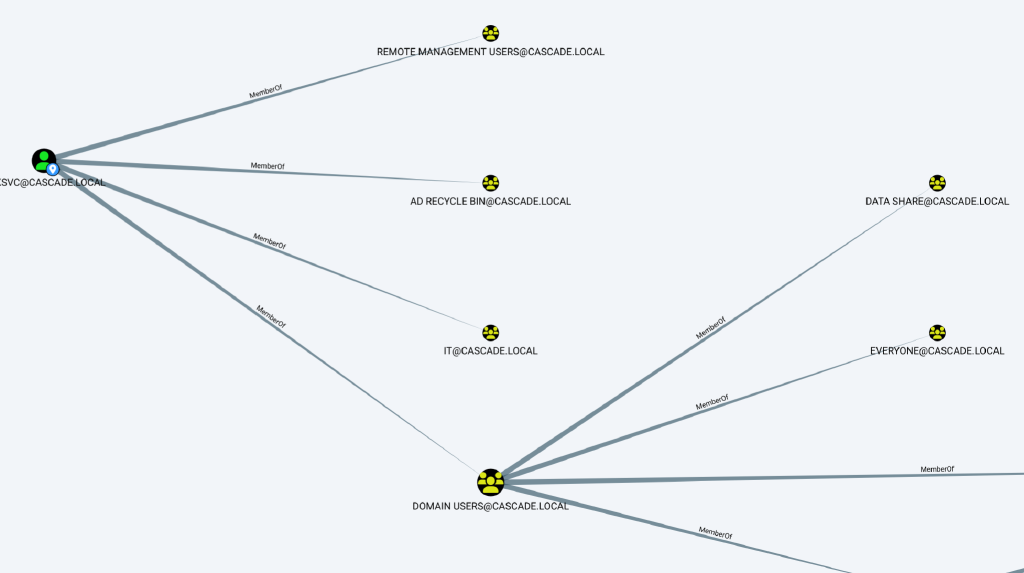 REMOTE MANAGEMENT USERS@CASCADE.LOCAL
MemberOf
MemberOf
SVC@CASCADE.LOCAL
AD RECYCLE BIN@CASCADE.LOCAL
DATA SHARE@CASCADE.LOCAL
MemberOf
MemberOf
MemberOf
IT@CASCADE.LOCAL
EVERYONE@CASCADE.LOCAL
MemberOf
MemberOf
DOMAIN USERS@CASCADE.LOCAL
MemberOf